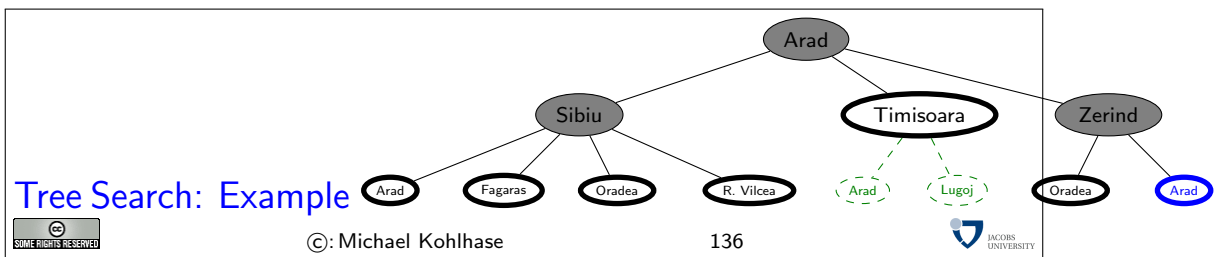 Arad
Sibiu Timisoara Zerind
Arad Fagaras Oradea R. Vilcea Arad Lugoj Oradea Arad
Tree Search: Example
cc
SOME RIGHTS RESERVED
©: Michael Kohlhase 136
JACOBS
UNIVERSITY